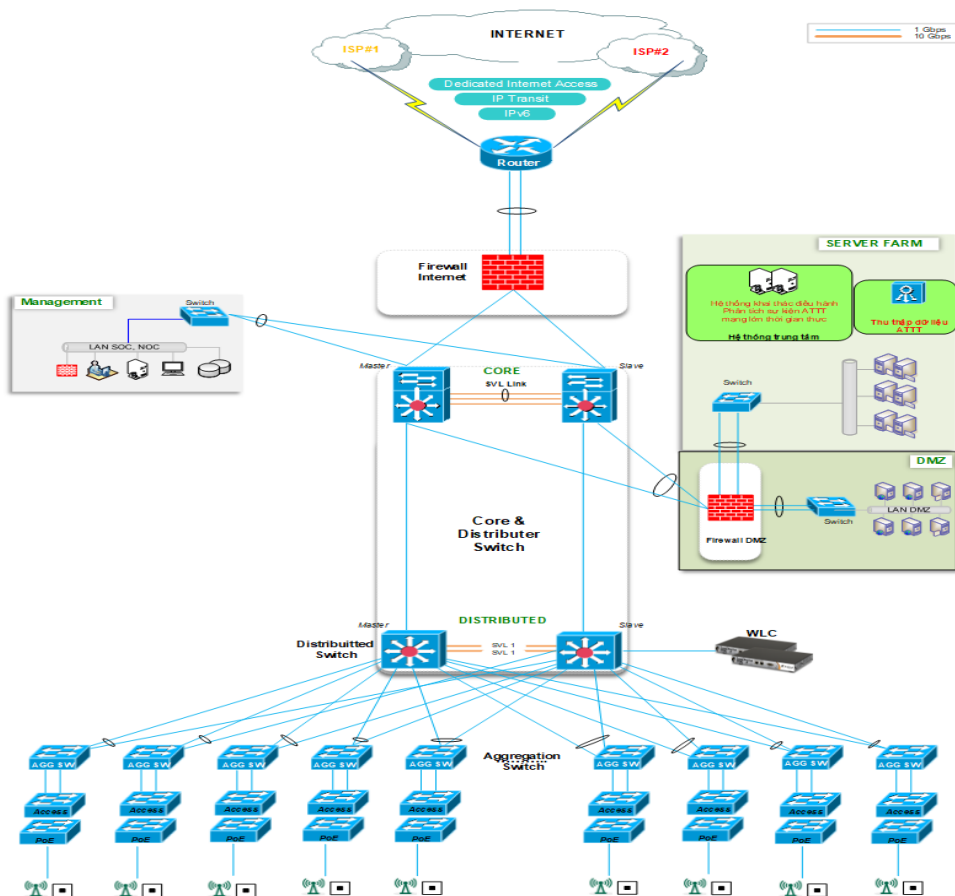 INTERNET
ISP#1
ISP#2
1 Gbps
10 Gbps
Dedicated Internet Access
IP Transit
IPv6
Router
Firewall
Internet
Management
Switch
LAN SOC, NOC
SERVER FARM
Hệ thống khai thác điều hành
Phân tích sự kiện ATTT
mạng lớn thời gian thực
Hệ thống trung tâm
Thu thập dữ liệu
ATTT
Switch
Master
CORE
Slave
SVL Link
DMZ
Firewall DMZ
Switch
LAN DMZ
Core &
Distributer
Switch
Master
DISTRIBUTED
Slave
Distribuitted
Switch
SVL 1
SVL 1
WLC
AGG SW
AGG SW
AGG SW
AGG SW
AGG SW
Aggregation
Switch
AGG SW
AGG SW
AGG SW
AGG SW
Access
Access
Access
Access
Access
Access
Access
Access
Access
PoE
PoE
PoE
PoE
PoE
PoE
PoE
PoE
PoE